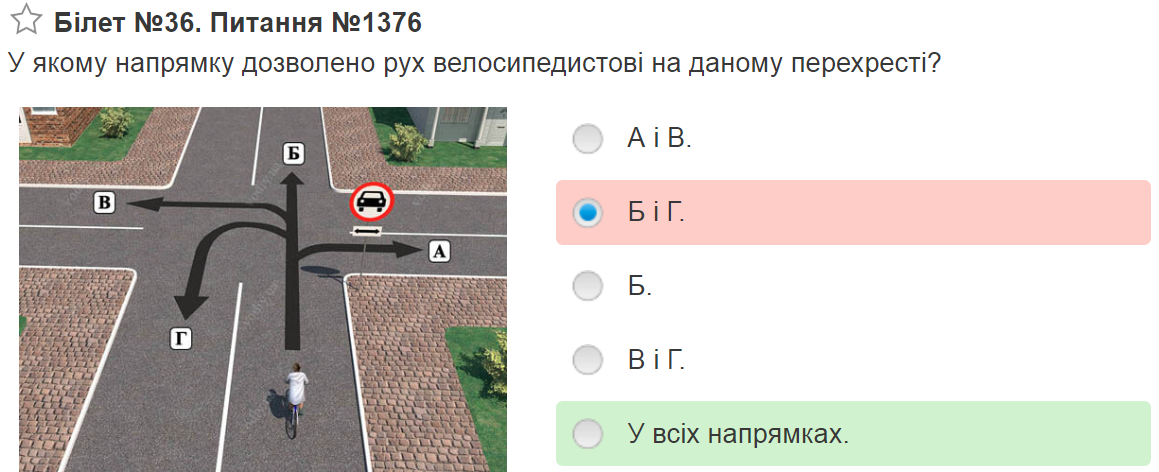 Білет №36. Питання №1376
У якому напрямку дозволено рух велосипедистові на даному перехресті?
А і В.
Б і Г.
Б.
В і Г.
У всіх напрямках.
Б
В
А
Г